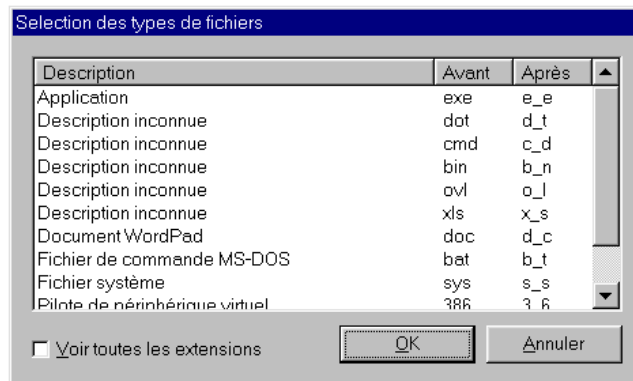 Selection des types de fichiers
Description Avant Après
Application exe e_e
Description inconnue dot d_t
Description inconnue cmd c_d
Description inconnue bin b_n
Description inconnue ovl o_l
Description inconnue xls x_s
Document WordPad doc d_c
Fichier de commande MS-DOS bat b_t
Fichier système sys s_s
Pilote de périphérique virtuel 386 3_6
Voir toutes les extensions OK Annuler